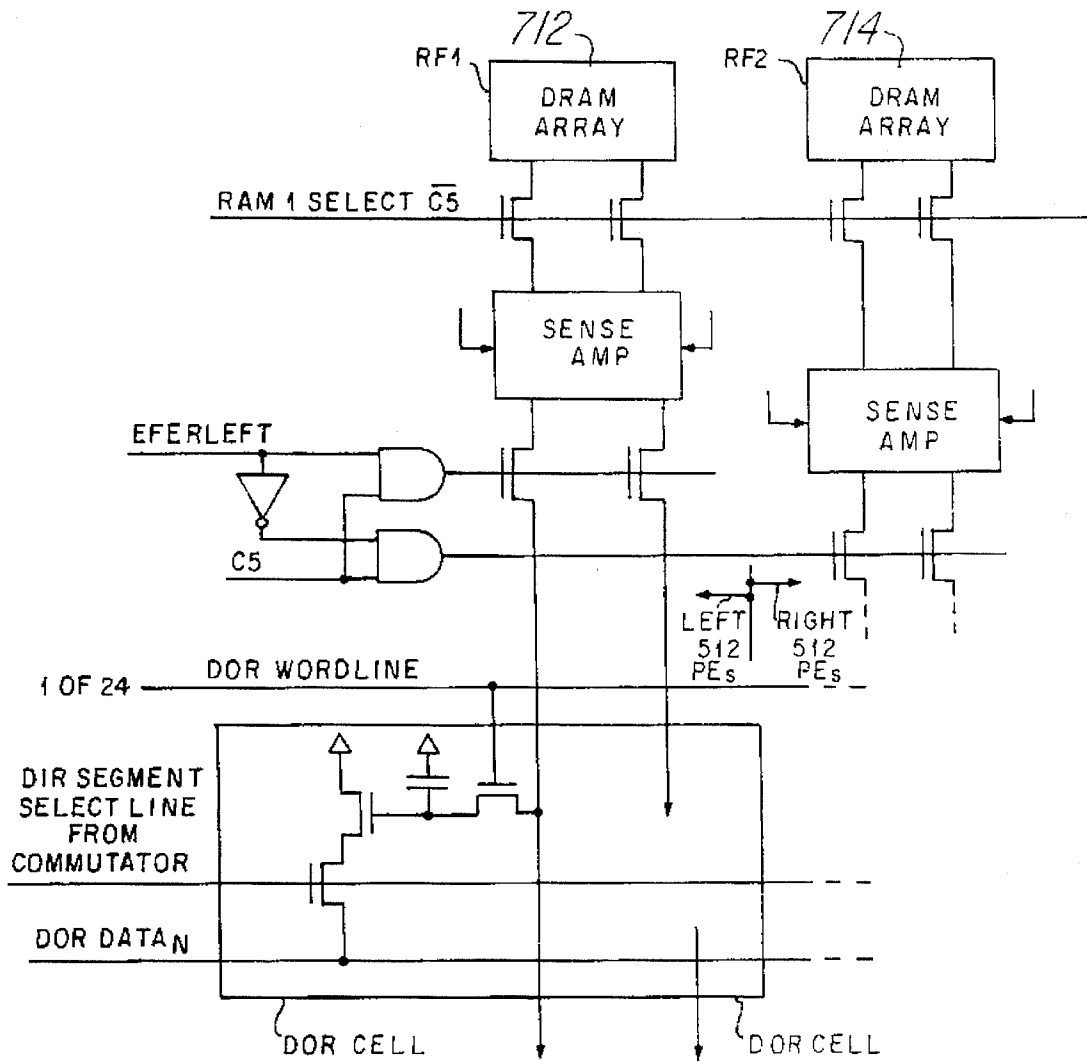 712
714
RF1
RF2
DRAM
ARRAY
DRAM
ARRAY
RAM 1 SELECT C̅5̅
SENSE
AMP
SENSE
AMP
EFERLEFT
C5
LEFT
512
PEs
RIGHT
512
PEs
DOR WORDLINE
1 OF 24
DIR SEGMENT
SELECT LINE
FROM
COMMUTATOR
DOR DATA N
DOR CELL
DOR CELL